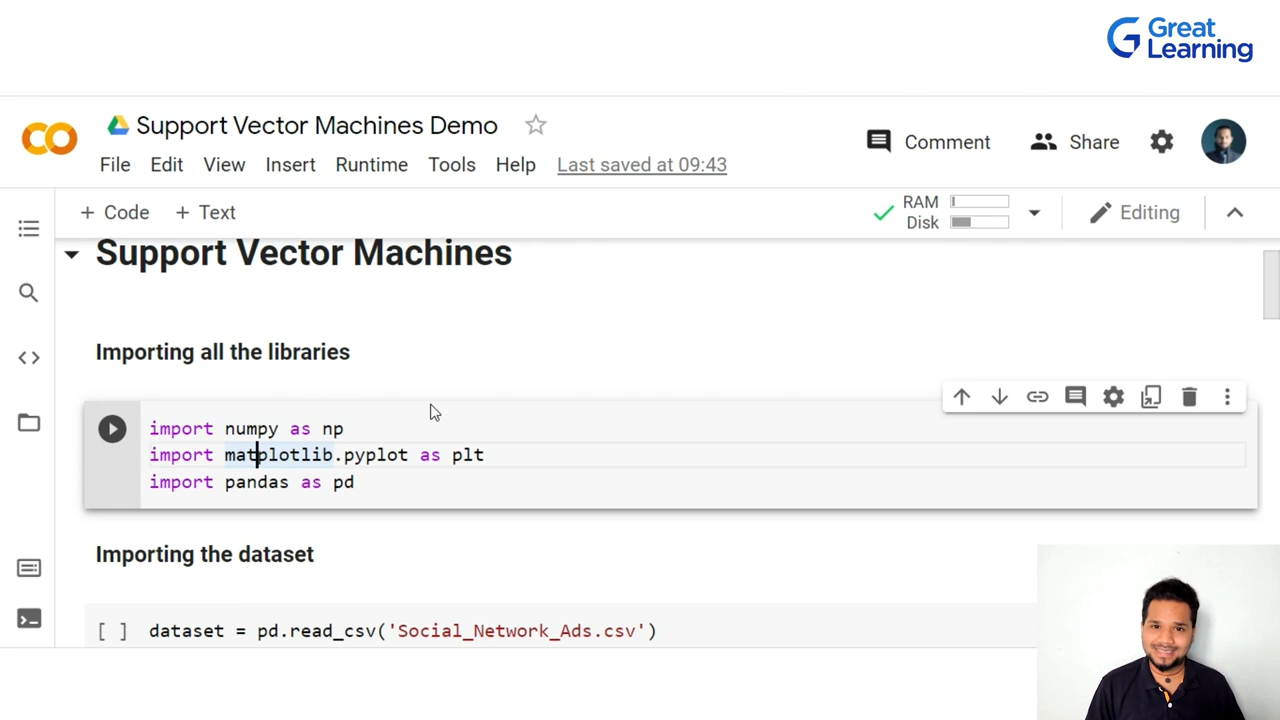 Great
Learning
Support Vector Machines Demo
File Edit View Insert Runtime Tools Help Last saved at 09:43
Comment Share
+ Code + Text
RAM
Disk
Editing
Support Vector Machines
Importing all the libraries
import numpy as np
import matplotlib.pyplot as plt
import pandas as pd
Importing the dataset
[ ] dataset = pd.read_csv('Social_Network_Ads.csv')